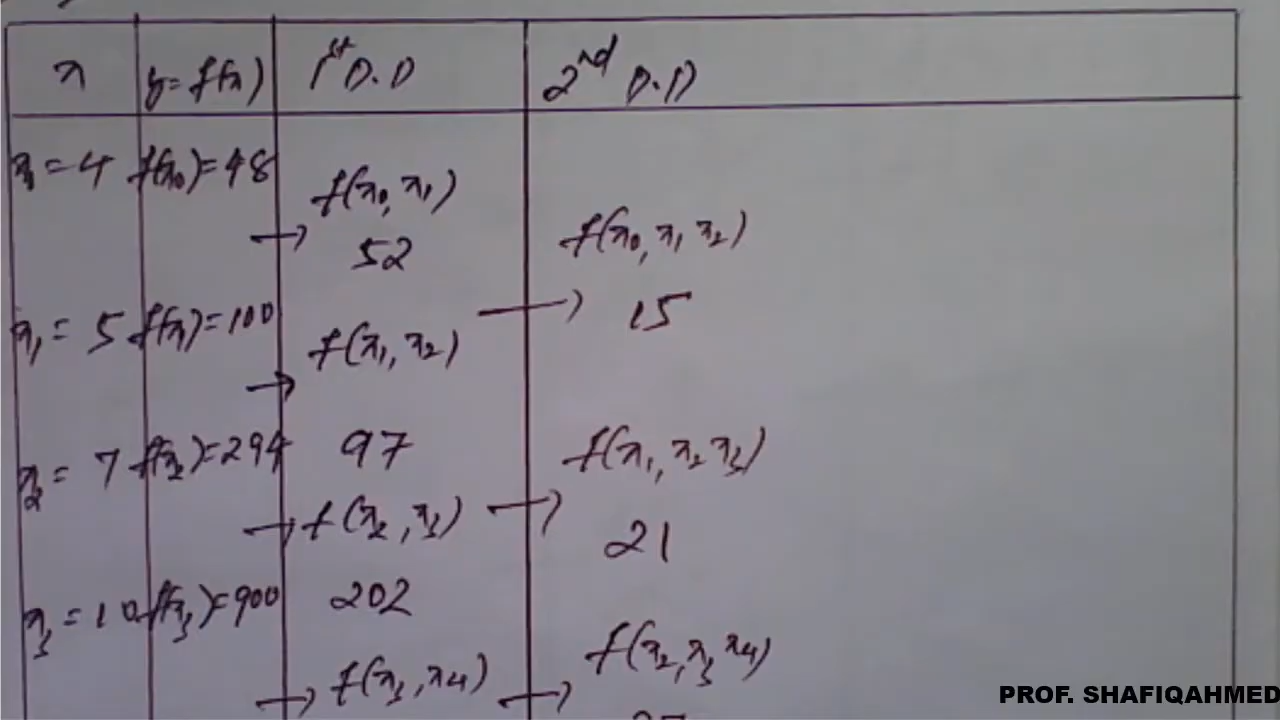 x y=f(x) 1st D.D 2nd D.D
x₀=4 f(x₀)=48
f(x₀,x₁)
→ 52
f(x₀,x₁ x₂)
→ 15
x₁=5 f(x₁)=100
f(x₁,x₂)
→
x₂=7 f(x₂)=294 97
f(x₁,x₂ x₃)
→ f(x₂,x₃) →
21
x₃=10 f(x₃)=900 202
f(x₂,x₃ x₄)
→ f(x₃,x₄) →
PROF. SHAFIQAHMED